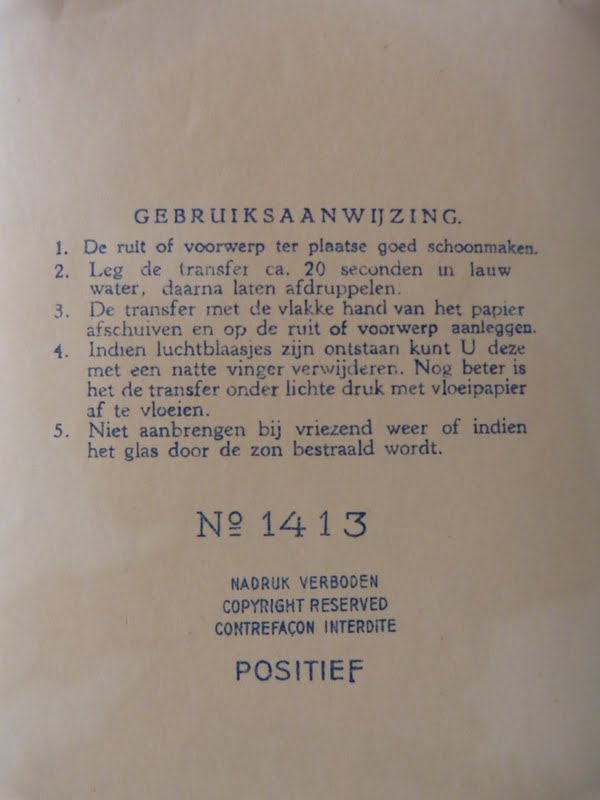 GEBRUIKSAANWIJZING.
1. De ruit of voorwerp ter plaatse goed schoonmaken.
2. Leg de transfer ca. 20 seconden in lauw
water, daarna laten afdruppelen.
3. De transfer met de vlakke hand van het papier
afschuiven en op de ruit of voorwerp aanleggen.
4. Indien luchtblaasjes zijn ontstaan kunt U deze
met een natte vinger verwijderen. Nog beter is
het de transfer onder lichte druk met vloeipapier
af te vloeien.
5. Niet aanbrengen bij vriezend weer of indien
het glas door de zon bestraald wordt.
Nº 1413
NADRUK VERBODEN
COPYRIGHT RESERVED
CONTREFAÇON INTERDITE
POSITIEF